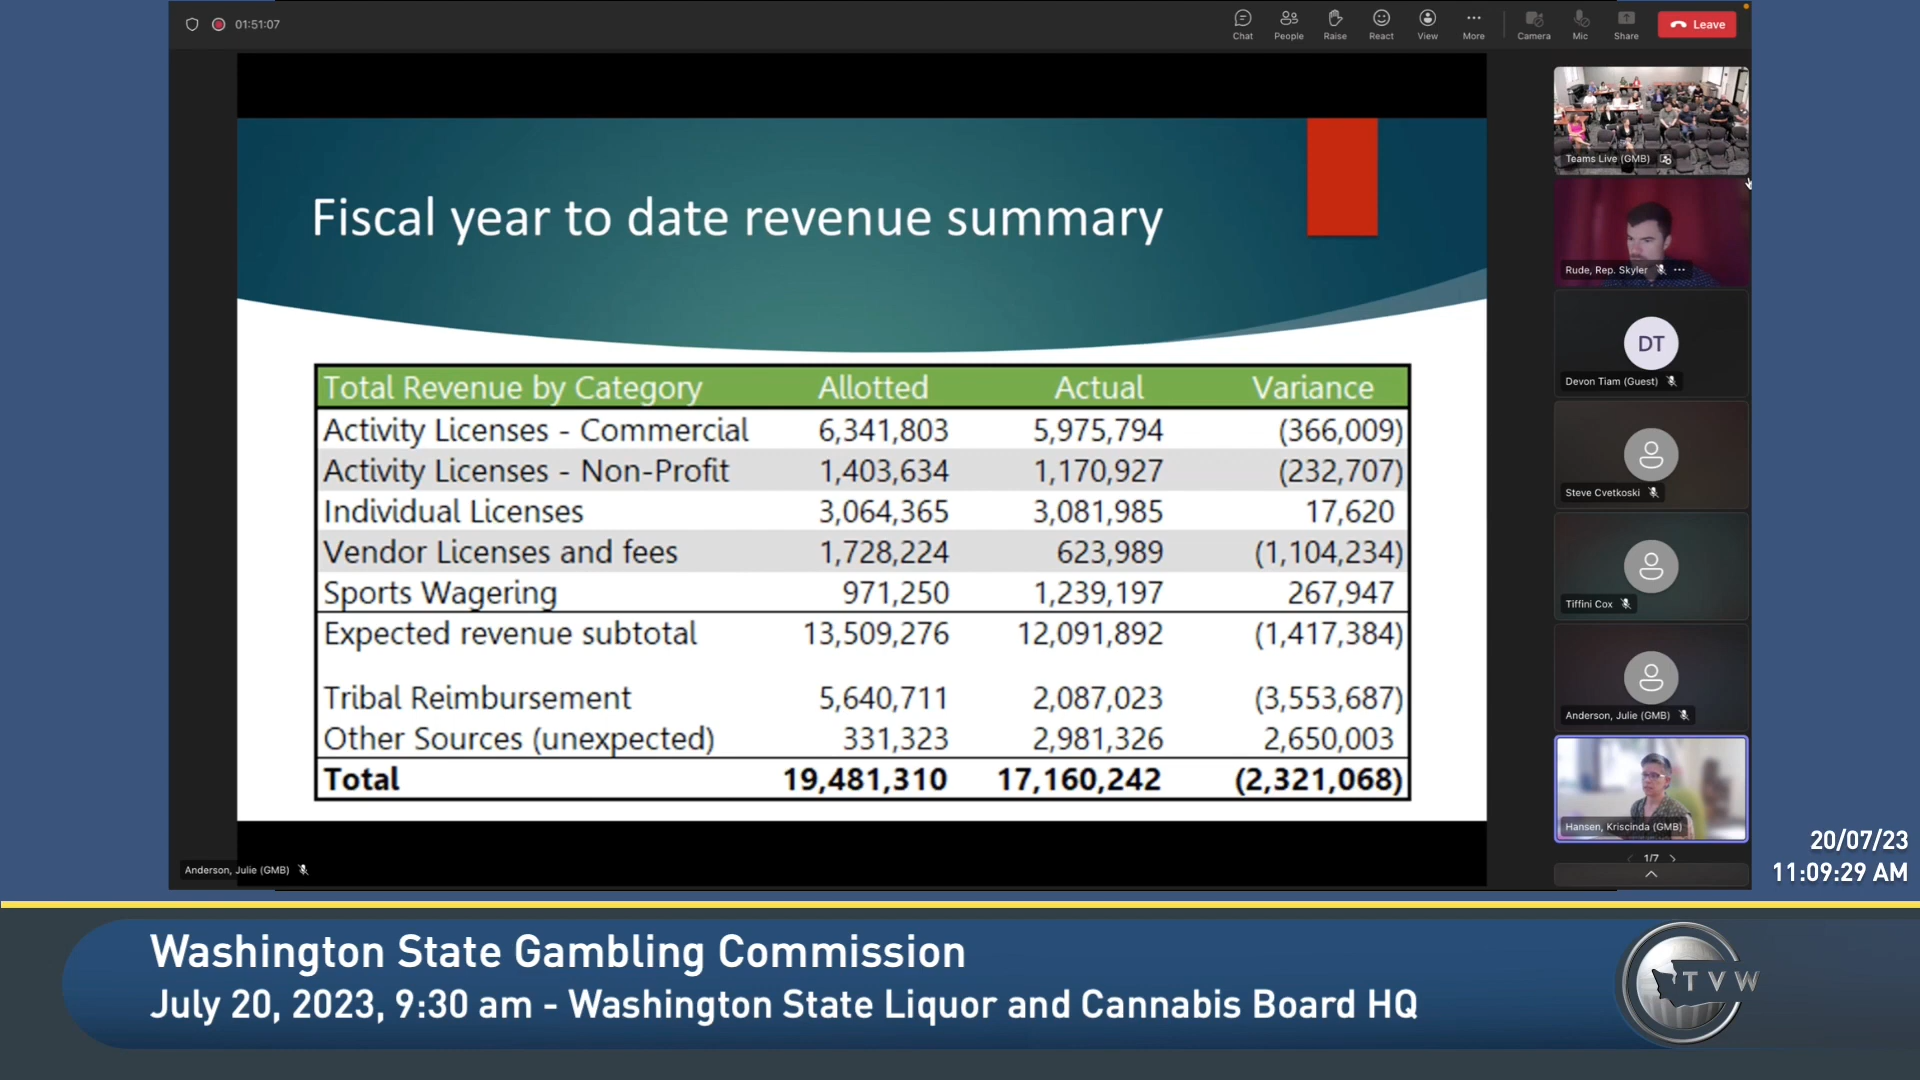 01:51:07
Chat People Raise React View More Camera Mic Share Leave
Fiscal year to date revenue summary
Total Revenue by Category Allotted Actual Variance
Activity Licenses - Commercial 6,341,803 5,975,794 (366,009)
Activity Licenses - Non-Profit 1,403,634 1,170,927 (232,707)
Individual Licenses 3,064,365 3,081,985 17,620
Vendor Licenses and fees 1,728,224 623,989 (1,104,234)
Sports Wagering 971,250 1,239,197 267,947
Expected revenue subtotal 13,509,276 12,091,892 (1,417,384)
Tribal Reimbursement 5,640,711 2,087,023 (3,553,687)
Other Sources (unexpected) 331,323 2,981,326 2,650,003
Total 19,481,310 17,160,242 (2,321,068)
Anderson, Julie (GMB)
Teams Live (GMB)
Rude, Rep. Skyler
DT
Devon Tiam (Guest)
Steve Cvetkoski
Tiffini Cox
Anderson, Julie (GMB)
Hansen, Kriscinda (GMB)
1/7
20/07/23
11:09:29 AM
Washington State Gambling Commission
July 20, 2023, 9:30 am - Washington State Liquor and Cannabis Board HQ
TVW